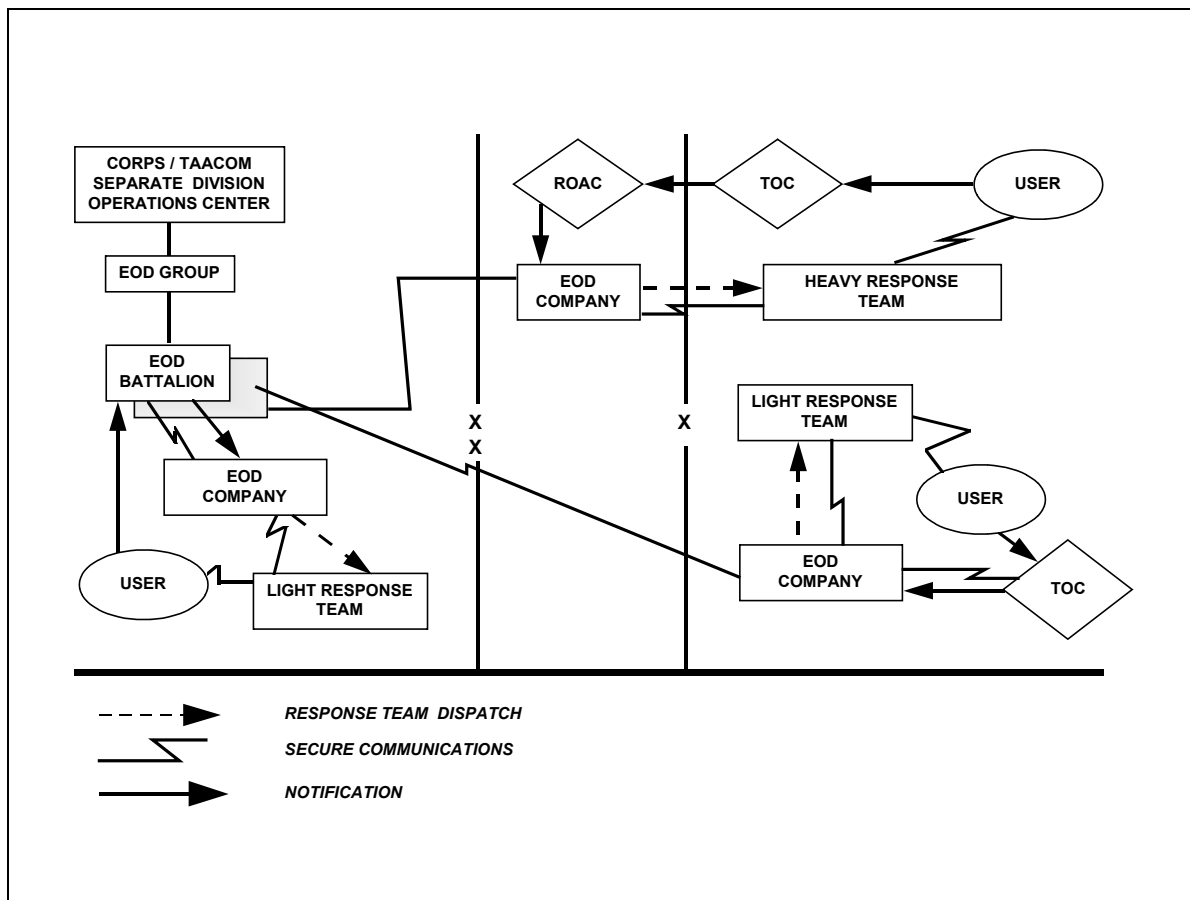 CORPS / TAACOM
SEPARATE DIVISION
OPERATIONS CENTER
EOD GROUP
EOD
BATTALION
EOD
COMPANY
USER
LIGHT RESPONSE
TEAM
X
X
ROAC
TOC
USER
EOD
COMPANY
HEAVY RESPONSE
TEAM
X
LIGHT RESPONSE
TEAM
USER
EOD
COMPANY
TOC
RESPONSE TEAM DISPATCH
SECURE COMMUNICATIONS
NOTIFICATION